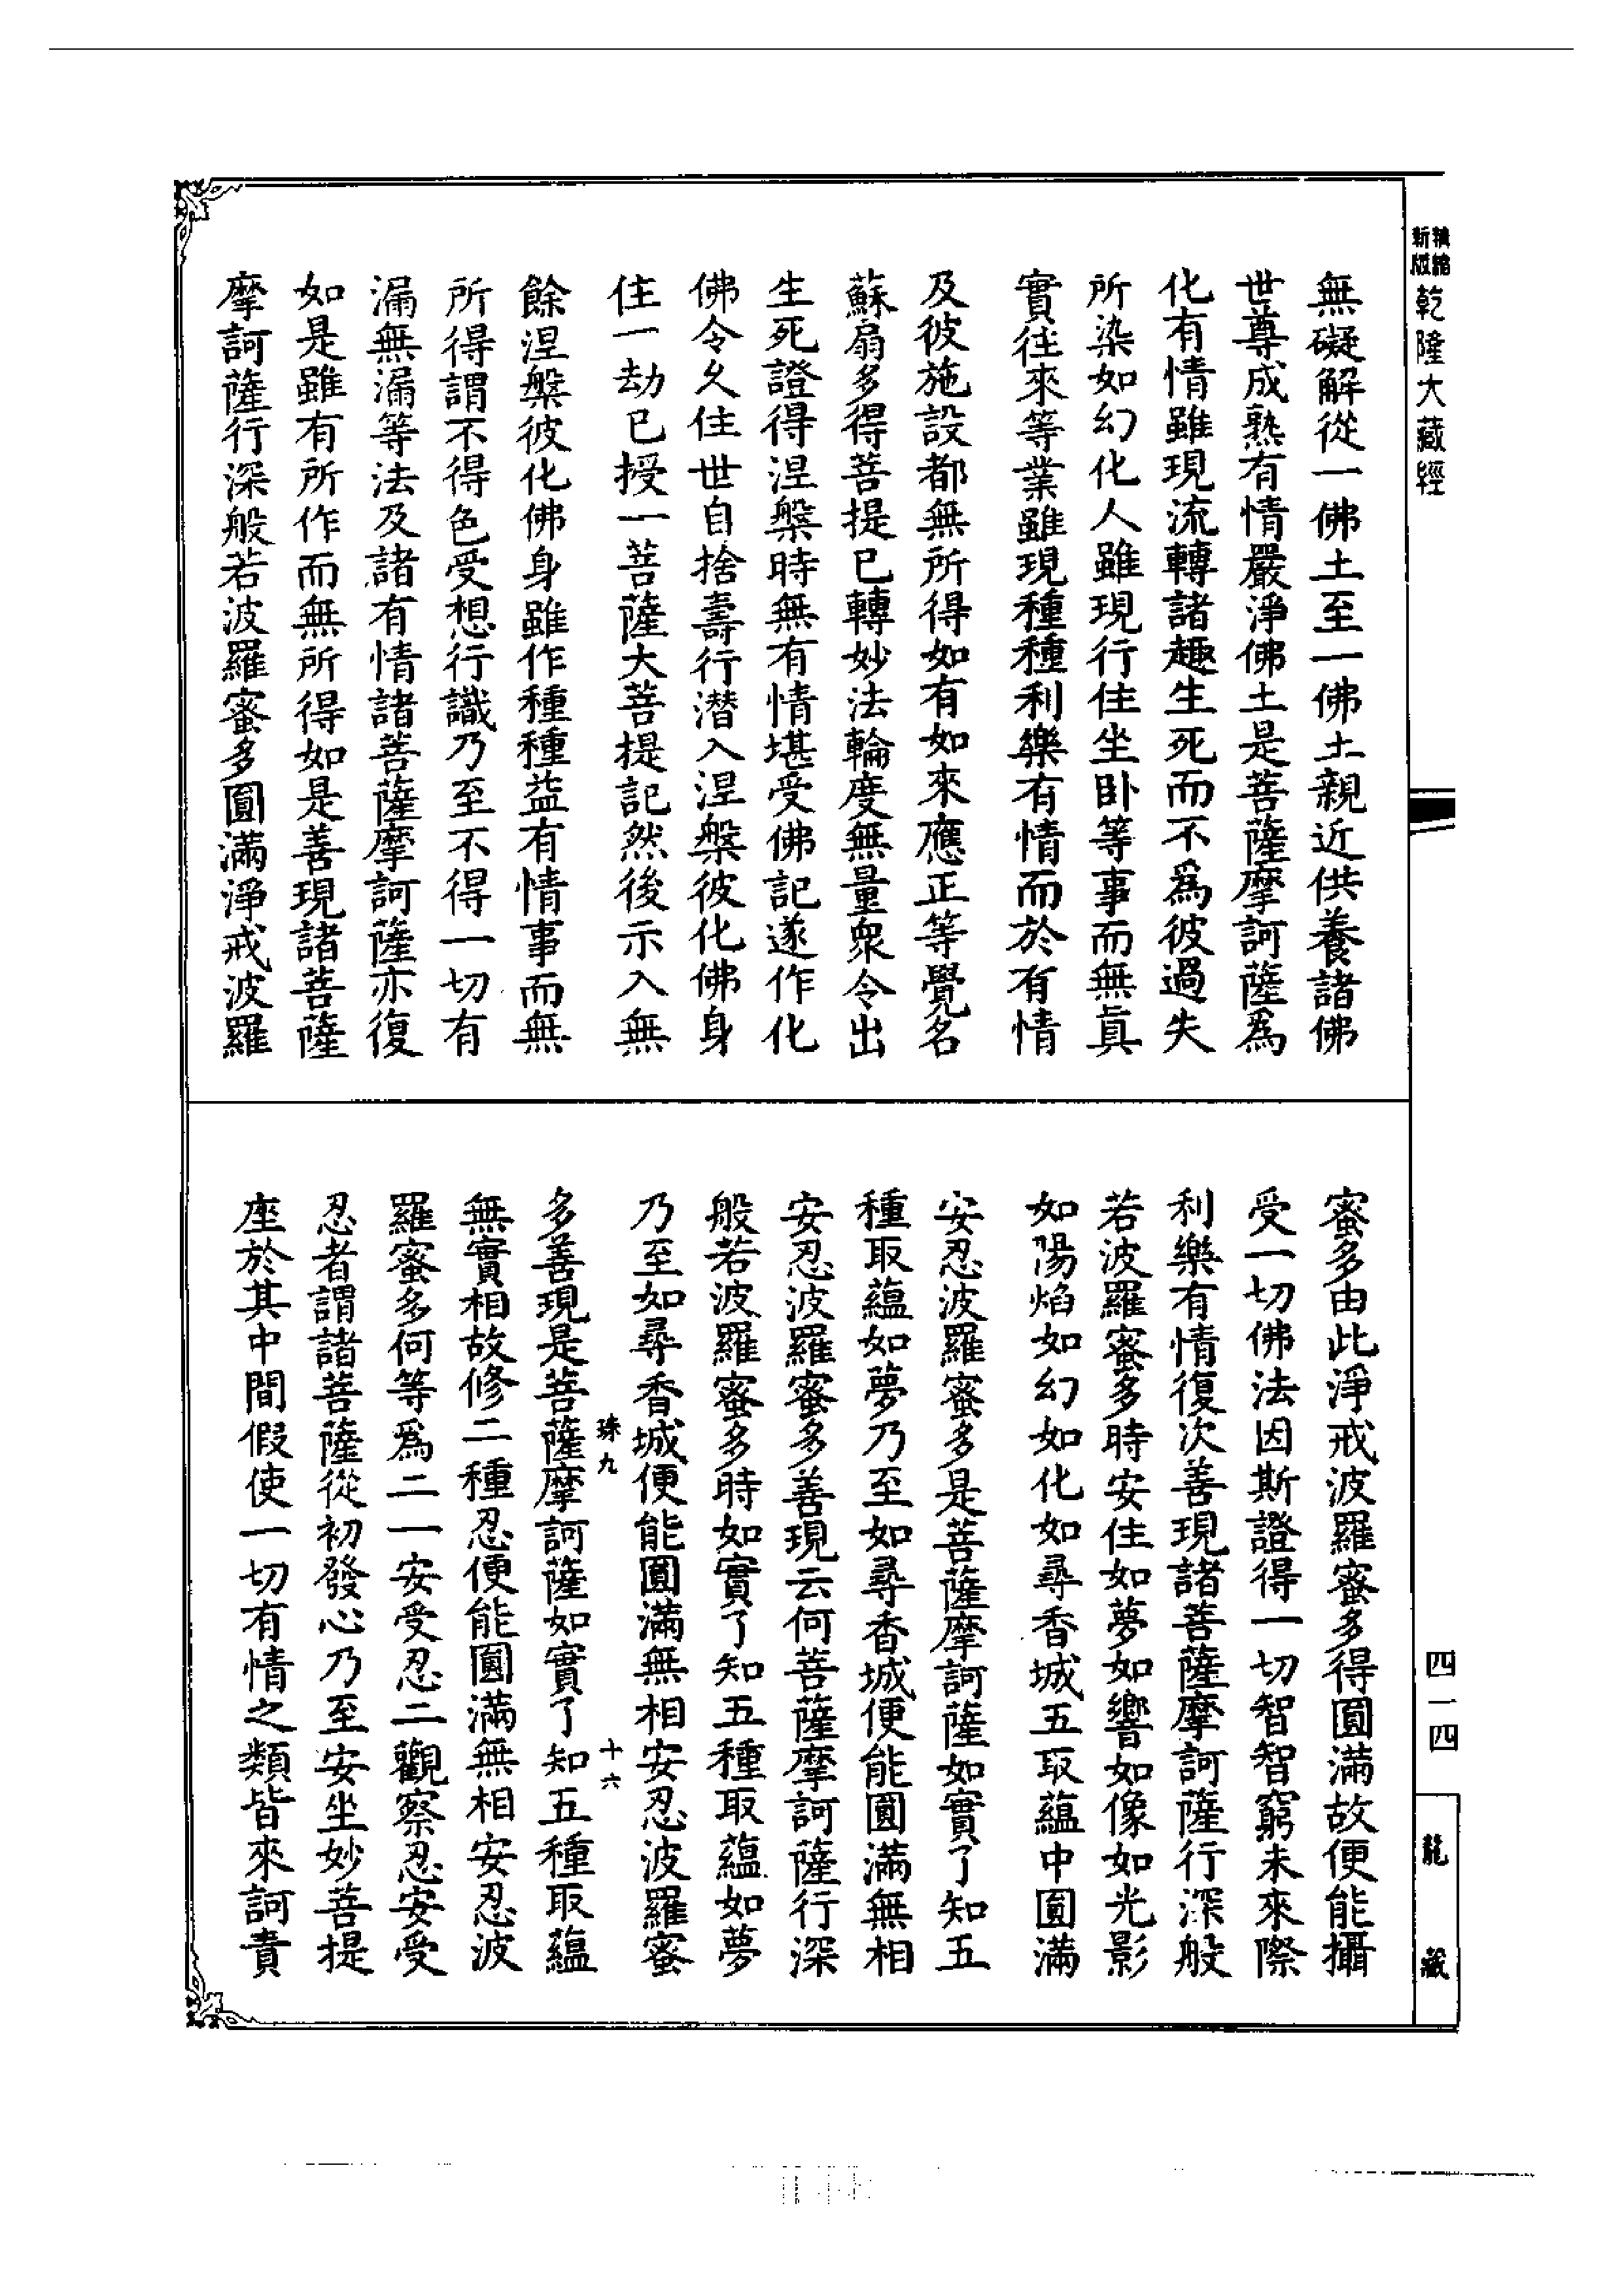 精縮新版乾隆大藏經
無礙解從一佛土至一佛土親近供養諸佛
世尊成熟有情嚴淨佛土是菩薩摩訶薩爲
化有情雖現流轉諸趣生死而不爲彼過失
所染如幻化人雖現行住坐臥等事而無眞
實往來等業雖現種種利樂有情而於有情
及彼施設都無所得如有如來應正等覺名
蘇扇多得菩提已轉妙法輪度無量衆令出
生死證得涅槃時無有情堪受佛記遂作化
佛令久住世自捨壽行潛入涅槃彼化佛身
住一劫已授一菩薩大菩提記然後示入無
餘涅槃彼化佛身雖作種種益有情事而無
所得謂不得色受想行識乃至不得一切有
漏無漏等法及諸有情諸菩薩摩訶薩亦復
如是雖有所作而無所得如是善現諸菩薩
摩訶薩行深般若波羅蜜多圓滿淨戒波羅
蜜多由此淨戒波羅蜜多得圓滿故便能攝
受一切佛法因斯證得一切智智窮未來際
利樂有情復次善現諸菩薩摩訶薩行深般
若波羅蜜多時安住如夢如響如像如光影
如陽焰如幻如化如尋香城五取蘊中圓滿
安忍波羅蜜多是菩薩摩訶薩如實了知五
種取蘊如夢乃至如尋香城便能圓滿無相
安忍波羅蜜多善現云何菩薩摩訶薩行深
般若波羅蜜多時如實了知五種取蘊如夢
乃至如尋香城便能圓滿無相安忍波羅蜜
珠九 十六
多善現是菩薩摩訶薩如實了知五種取蘊
無實相故修二種忍便能圓滿無相安忍波
羅蜜多何等爲二一安受忍二觀察忍安受
忍者謂諸菩薩從初發心乃至安坐妙菩提
座於其中間假使一切有情之類皆來訶責
四一四
龍藏